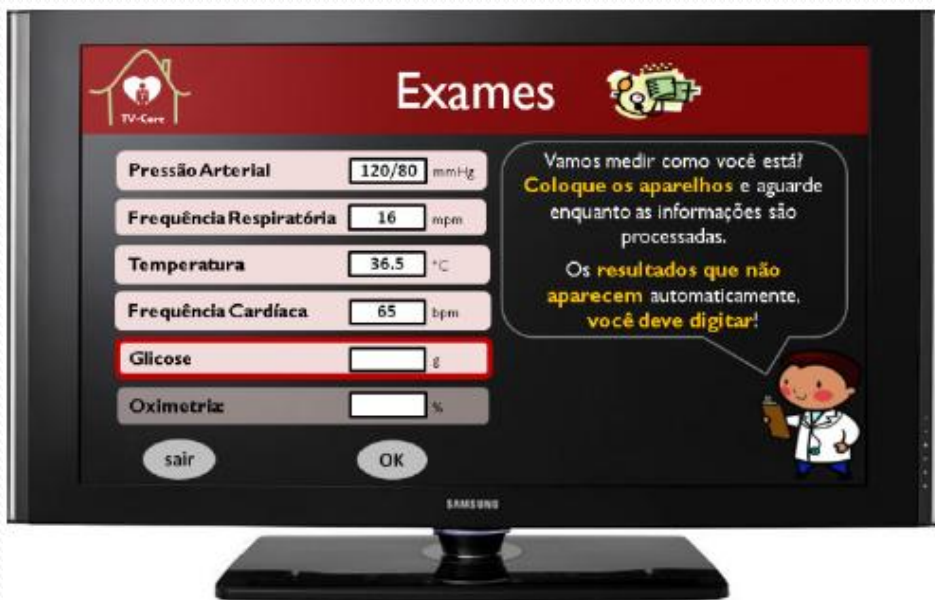 TV-Care
Exames
Pressão Arterial 120/80 mmHg
Frequência Respiratória 16 mpm
Temperatura 36.5 °C
Frequência Cardíaca 65 bpm
Glicose g
Oximetria: %
sair OK
Vamos medir como você está?
Coloque os aparelhos e aguarde
enquanto as informações são
processadas.
Os resultados que não
aparecem automaticamente,
você deve digitar!
SAMSUNG